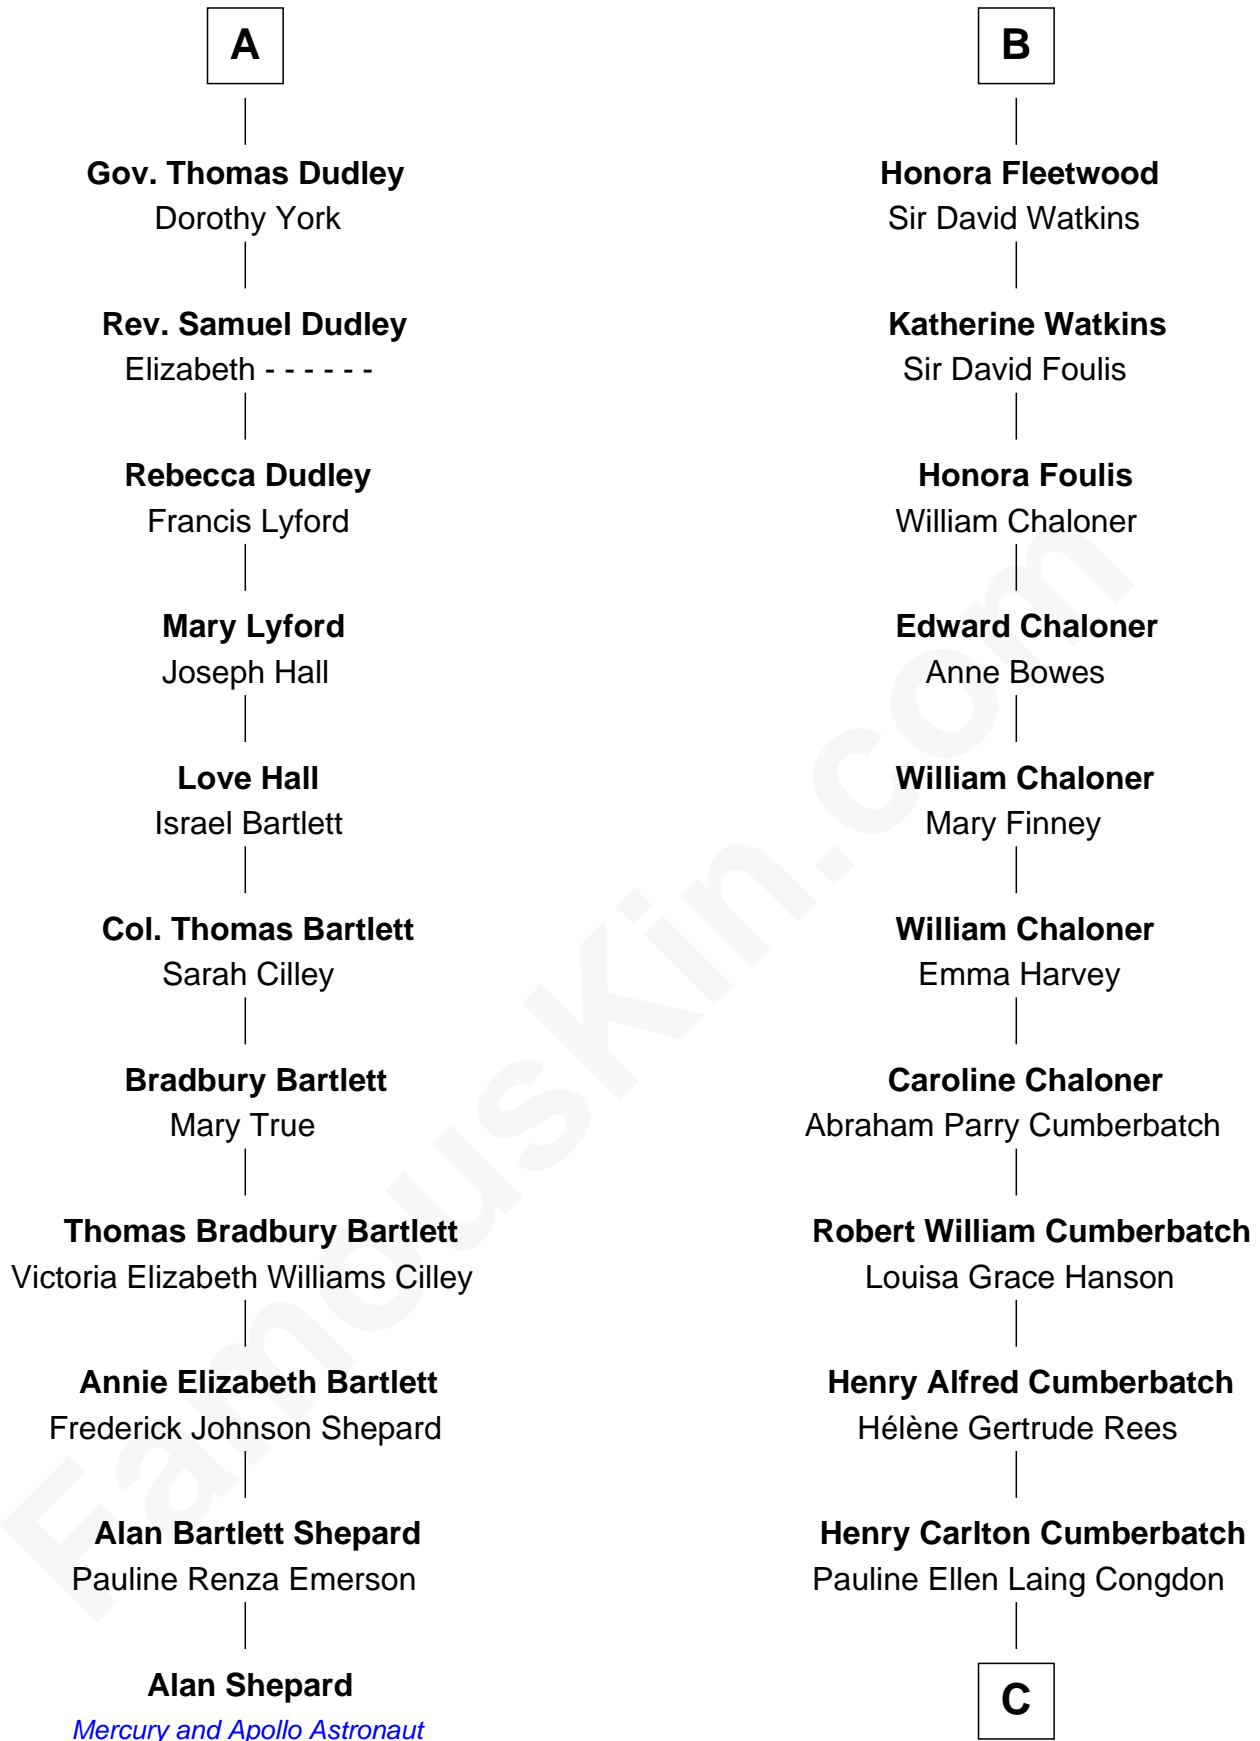 A
Gov. Thomas Dudley
Dorothy York
Rev. Samuel Dudley
Elizabeth - - - - - -
Rebecca Dudley
Francis Lyford
Mary Lyford
Joseph Hall
Love Hall
Israel Bartlett
Col. Thomas Bartlett
Sarah Cilley
Bradbury Bartlett
Mary True
Thomas Bradbury Bartlett
Victoria Elizabeth Williams Cilley
Annie Elizabeth Bartlett
Frederick Johnson Shepard
Alan Bartlett Shepard
Pauline Renza Emerson
Alan Shepard
Mercury and Apollo Astronaut
B
Honora Fleetwood
Sir David Watkins
Katherine Watkins
Sir David Foulis
Honora Foulis
William Chaloner
Edward Chaloner
Anne Bowes
William Chaloner
Mary Finney
William Chaloner
Emma Harvey
Caroline Chaloner
Abraham Parry Cumberbatch
Robert William Cumberbatch
Louisa Grace Hanson
Henry Alfred Cumberbatch
Hélène Gertrude Rees
Henry Carlton Cumberbatch
Pauline Ellen Laing Congdon
C
FamousKin.com